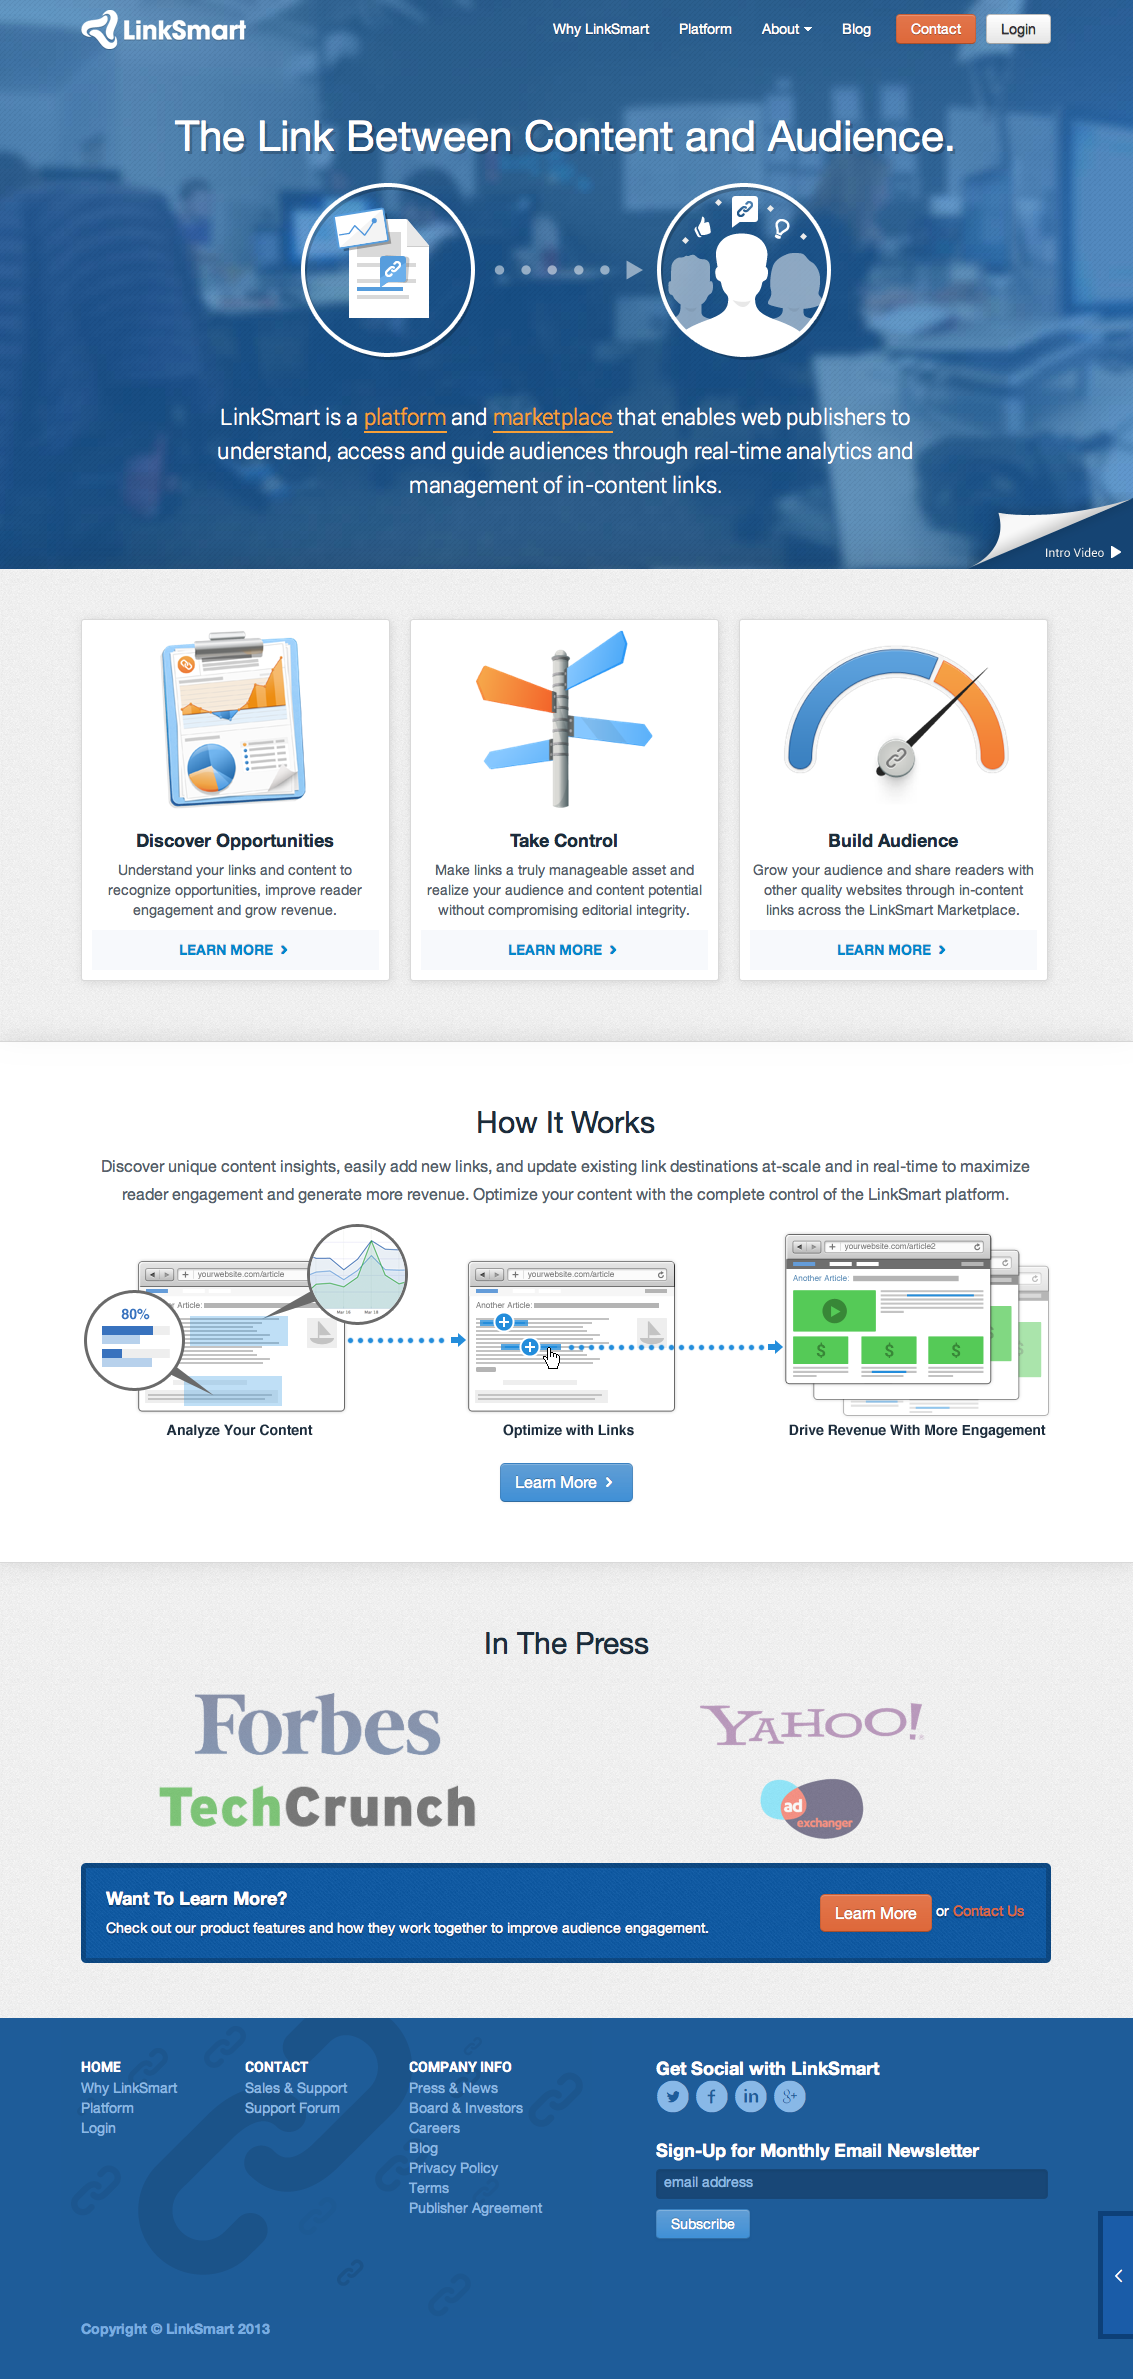 LinkSmart
Why LinkSmart Platform About Blog Contact Login
The Link Between Content and Audience.
LinkSmart is a platform and marketplace that enables web publishers to
understand, access and guide audiences through real-time analytics and
management of in-content links.
Intro Video
Discover Opportunities
Understand your links and content to
recognize opportunities, improve reader
engagement and grow revenue.
LEARN MORE
Take Control
Make links a truly manageable asset and
realize your audience and content potential
without compromising editorial integrity.
LEARN MORE
Build Audience
Grow your audience and share readers with
other quality websites through in-content
links across the LinkSmart Marketplace.
LEARN MORE
How It Works
Discover unique content insights, easily add new links, and update existing link destinations at-scale and in real-time to maximize
reader engagement and generate more revenue. Optimize your content with the complete control of the LinkSmart platform.
yourwebsite.com/article
Article:
80%
Mar 16 Mar 18
Analyze Your Content
yourwebsite.com/article
Another Article:
Optimize with Links
yourwebsite.com/article2
Another Article:
$ $ $
Drive Revenue With More Engagement
Learn More
In The Press
Forbes
YAHOO!
TechCrunch
ad
exchanger
Want To Learn More?
Check out our product features and how they work together to improve audience engagement.
Learn More or Contact Us
HOME
Why LinkSmart
Platform
Login
CONTACT
Sales & Support
Support Forum
COMPANY INFO
Press & News
Board & Investors
Careers
Blog
Privacy Policy
Terms
Publisher Agreement
Get Social with LinkSmart
Sign-Up for Monthly Email Newsletter
email address
Subscribe
Copyright © LinkSmart 2013